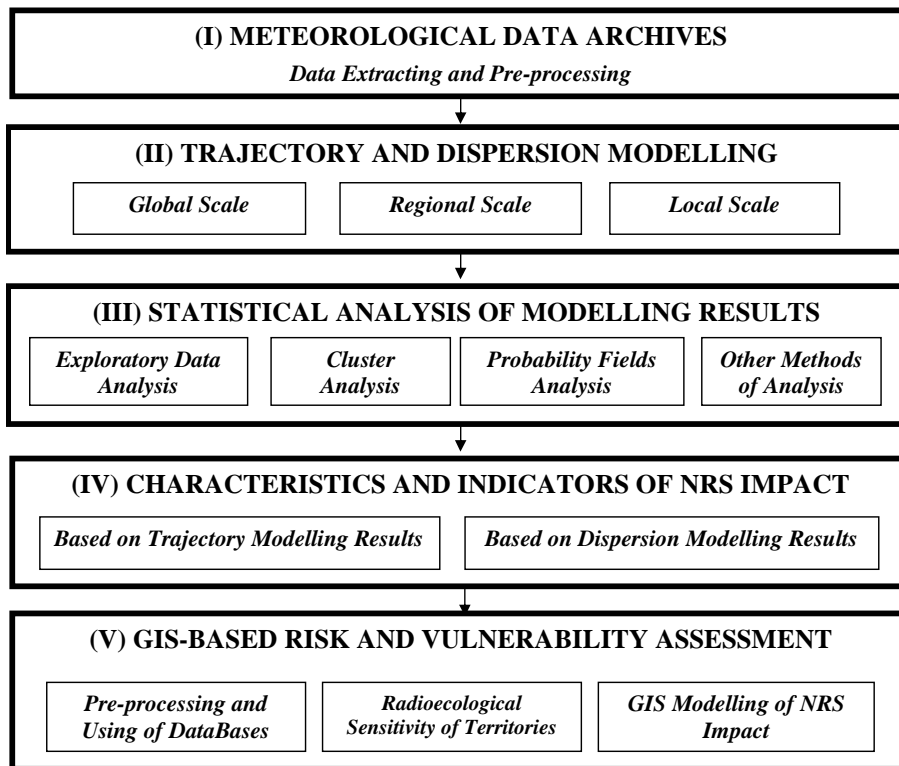 (I) METEOROLOGICAL DATA ARCHIVES
Data Extracting and Pre-processing
(II) TRAJECTORY AND DISPERSION MODELLING
Global Scale
Regional Scale
Local Scale
(III) STATISTICAL ANALYSIS OF MODELLING RESULTS
Exploratory Data
Analysis
Cluster
Analysis
Probability Fields
Analysis
Other Methods
of Analysis
(IV) CHARACTERISTICS AND INDICATORS OF NRS IMPACT
Based on Trajectory Modelling Results
Based on Dispersion Modelling Results
(V) GIS-BASED RISK AND VULNERABILITY ASSESSMENT
Pre-processing and
Using of DataBases
Radioecological
Sensitivity of Territories
GIS Modelling of NRS
Impact